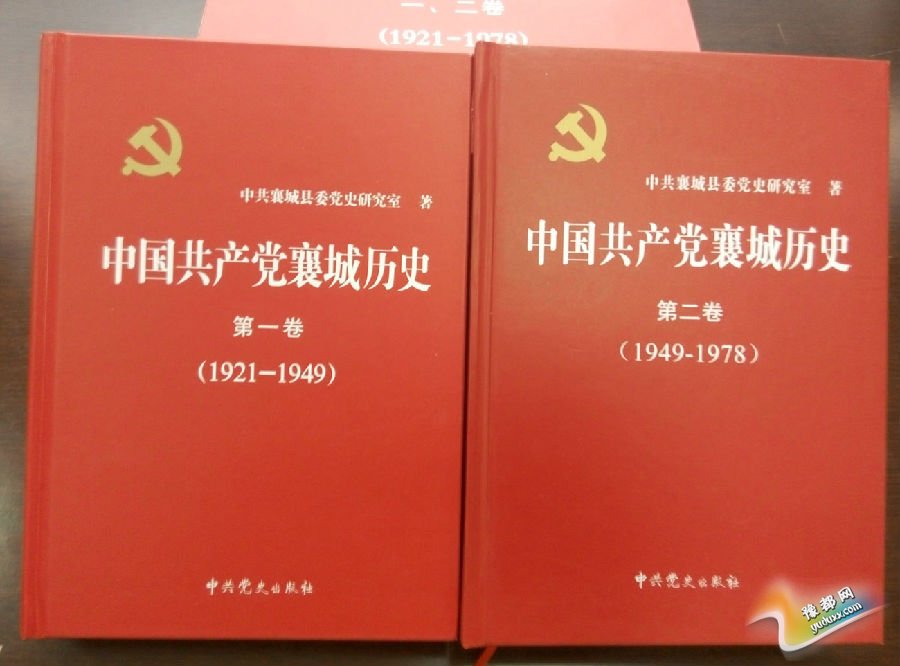 一、二卷
(1921-1978)
中共襄城县委党史研究室 著
中国共产党襄城历史
第一卷
(1921-1949)
中共党史出版社
中共襄城县委党史研究室 著
中国共产党襄城历史
第二卷
(1949-1978)
中共党史出版社
豫都网
yuduxx.com